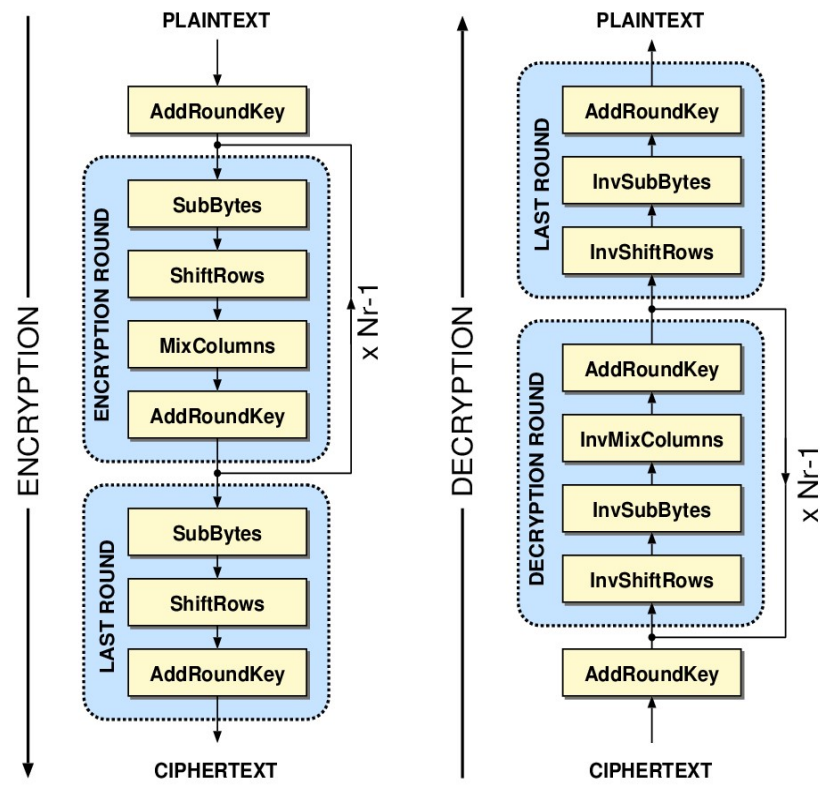 PLAINTEXT
AddRoundKey
ENCRYPTION ROUND
SubBytes
ShiftRows
MixColumns
AddRoundKey
x Nr-1
ENCRYPTION
LAST ROUND
SubBytes
ShiftRows
AddRoundKey
CIPHERTEXT
PLAINTEXT
LAST ROUND
AddRoundKey
InvSubBytes
InvShiftRows
DECRYPTION
DECRYPTION ROUND
AddRoundKey
InvMixColumns
InvSubBytes
InvShiftRows
x Nr-1
AddRoundKey
CIPHERTEXT